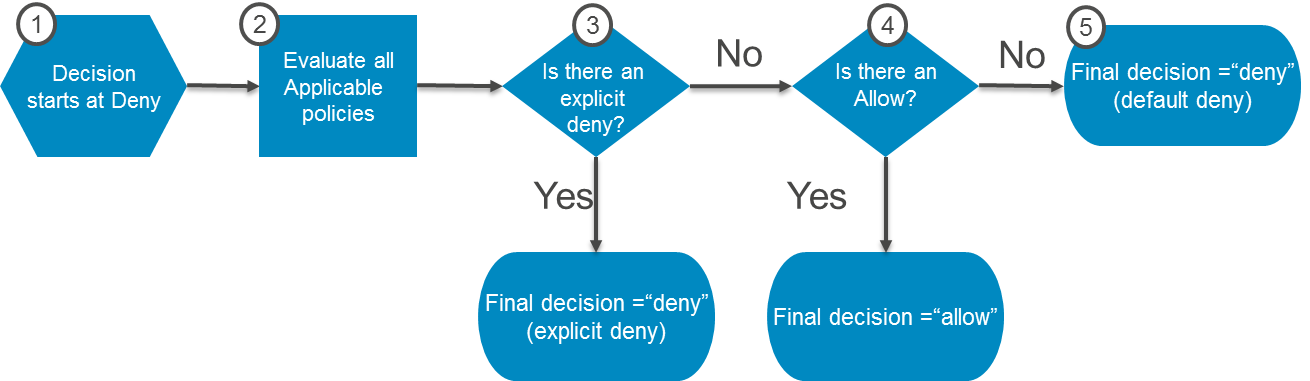 1
Decision
starts at Deny
2
Evaluate all
Applicable
policies
3
Is there an
explicit
deny?
No
4
Is there an
Allow?
No
5
Final decision =“deny”
(default deny)
Yes
Final decision =“deny”
(explicit deny)
Yes
Final decision =“allow”